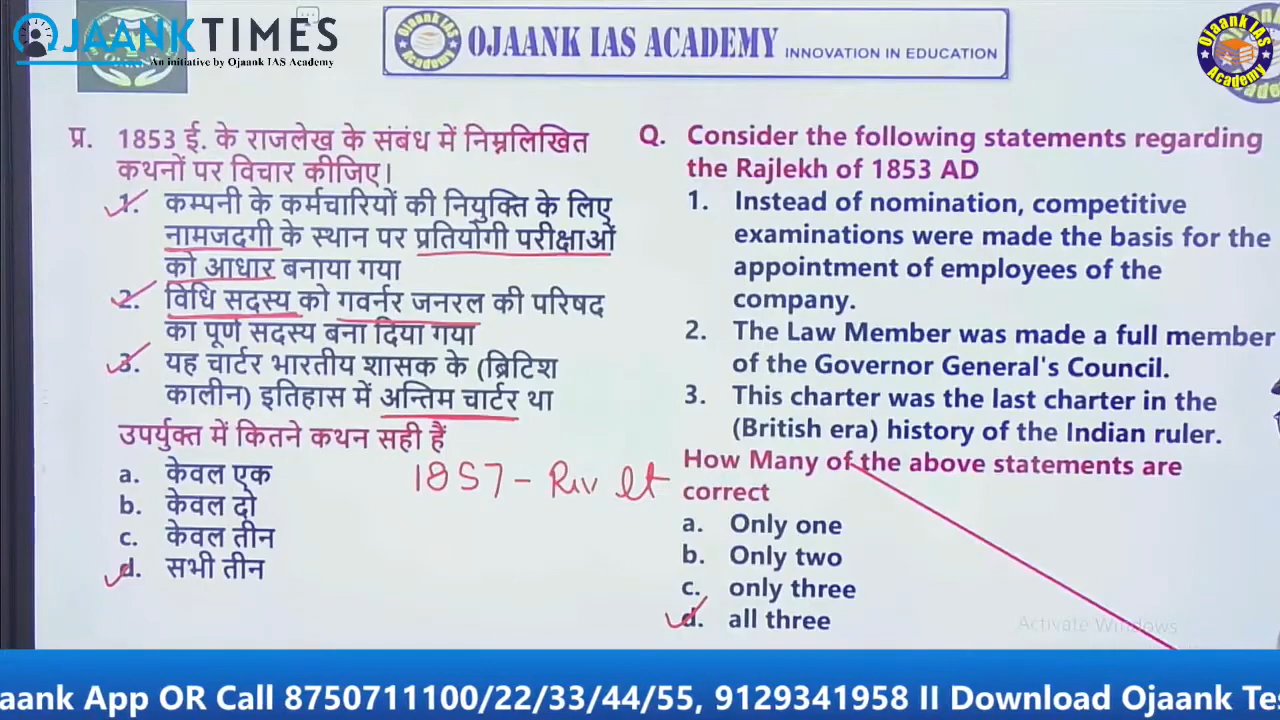 OJAANKTIMES
An initiative by Ojaank IAS Academy
OJAANK IAS ACADEMY INNOVATION IN EDUCATION
Ojaank IAS Academy
प्र. 1853 ई. के राजलेख के संबंध में निम्नलिखित
कथनों पर विचार कीजिए।
1. कम्पनी के कर्मचारियों की नियुक्ति के लिए
नामजदगी के स्थान पर प्रतियोगी परीक्षाओं
को आधार बनाया गया
2. विधि सदस्य को गवर्नर जनरल की परिषद
का पूर्ण सदस्य बना दिया गया
3. यह चार्टर भारतीय शासक के (ब्रिटिश
कालीन) इतिहास में अन्तिम चार्टर था
उपर्युक्त में कितने कथन सही हैं
a. केवल एक
b. केवल दो
c. केवल तीन
d. सभी तीन
1857 -
Q. Consider the following statements regarding
the Rajlekh of 1853 AD
1. Instead of nomination, competitive
examinations were made the basis for the
appointment of employees of the
company.
2. The Law Member was made a full member
of the Governor General's Council.
3. This charter was the last charter in the
(British era) history of the Indian ruler.
How Many of the above statements are
correct
a. Only one
b. Only two
c. only three
d. all three
Activate Windows
jaank App OR Call 8750711100/22/33/44/55, 9129341958 II Download Ojaank Tes